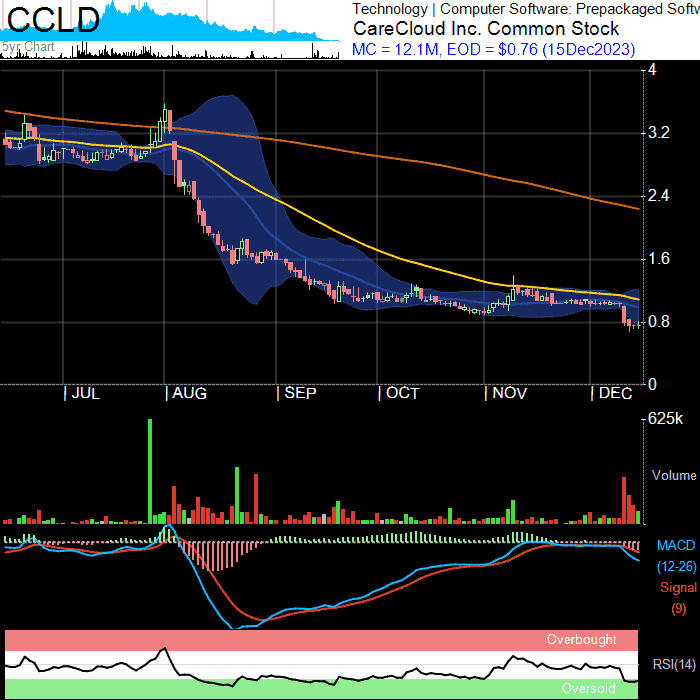 CCLD
5yr Chart
Technology | Computer Software: Prepackaged Softw
CareCloud Inc. Common Stock
MC = 12.1M, EOD = $0.76 (15Dec2023)
4
3.2
2.4
1.6
0.8
0
JUL AUG SEP OCT NOV DEC
625k
Volume
MACD
(12-26)
Signal
(9)
Overbought
RSI(14)
Oversold